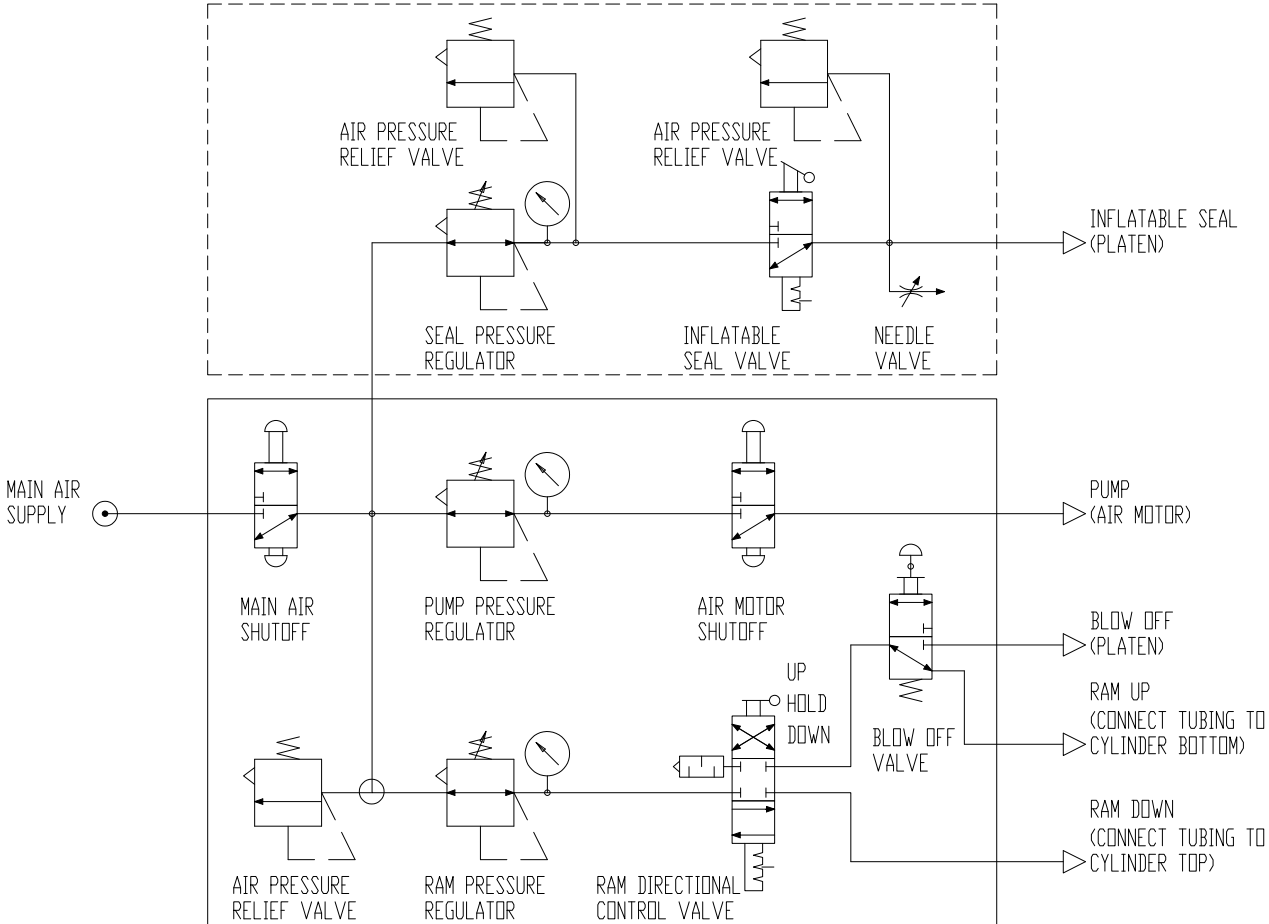 AIR PRESSURE
RELIEF VALVE
AIR PRESSURE
RELIEF VALVE
INFLATABLE SEAL
(PLATEN)
SEAL PRESSURE
REGULATOR
INFLATABLE
SEAL VALVE
NEEDLE
VALVE
MAIN AIR
SUPPLY
PUMP
(AIR MOTOR)
MAIN AIR
SHUTOFF
PUMP PRESSURE
REGULATOR
AIR MOTOR
SHUTOFF
BLOW OFF
(PLATEN)
UP
HOLD
DOWN
BLOW OFF
VALVE
RAM UP
(CONNECT TUBING TO
CYLINDER BOTTOM)
RAM DOWN
(CONNECT TUBING TO
CYLINDER TOP)
AIR PRESSURE
RELIEF VALVE
RAM PRESSURE
REGULATOR
RAM DIRECTIONAL
CONTROL VALVE